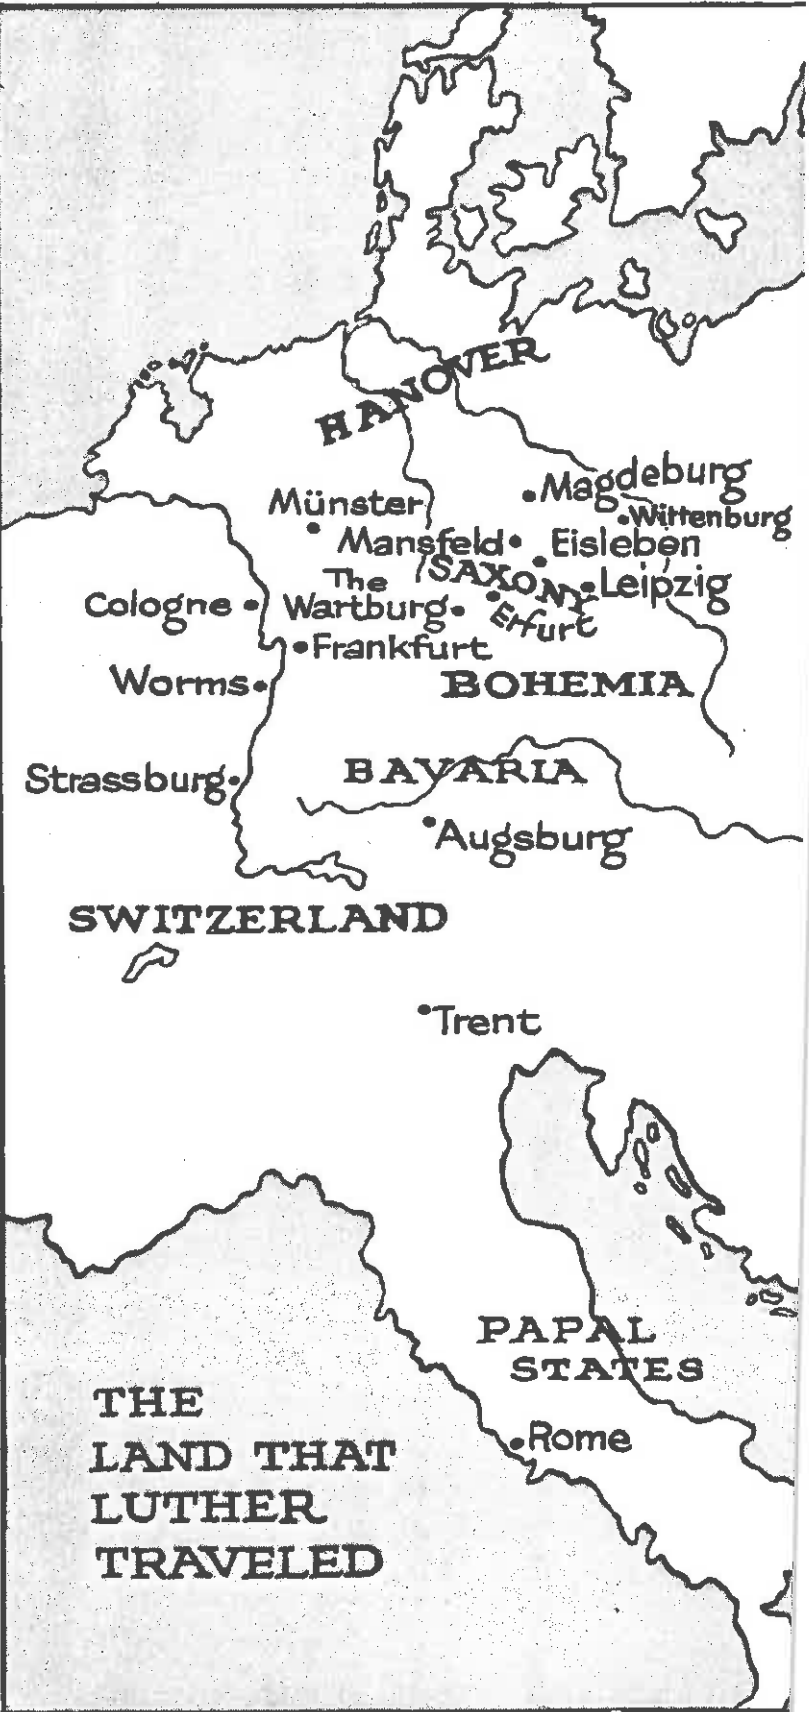 HANOVER
Magdeburg
Münster
Wittenburg
Mansfeld
Eisleben
SAXONY
The
Wartburg
Leipzig
Cologne
Erfurt
Frankfurt
Worms
BOHEMIA
Strassburg
BAVARIA
Augsburg
SWITZERLAND
Trent
PAPAL
STATES
Rome
THE
LAND THAT
LUTHER
TRAVELED